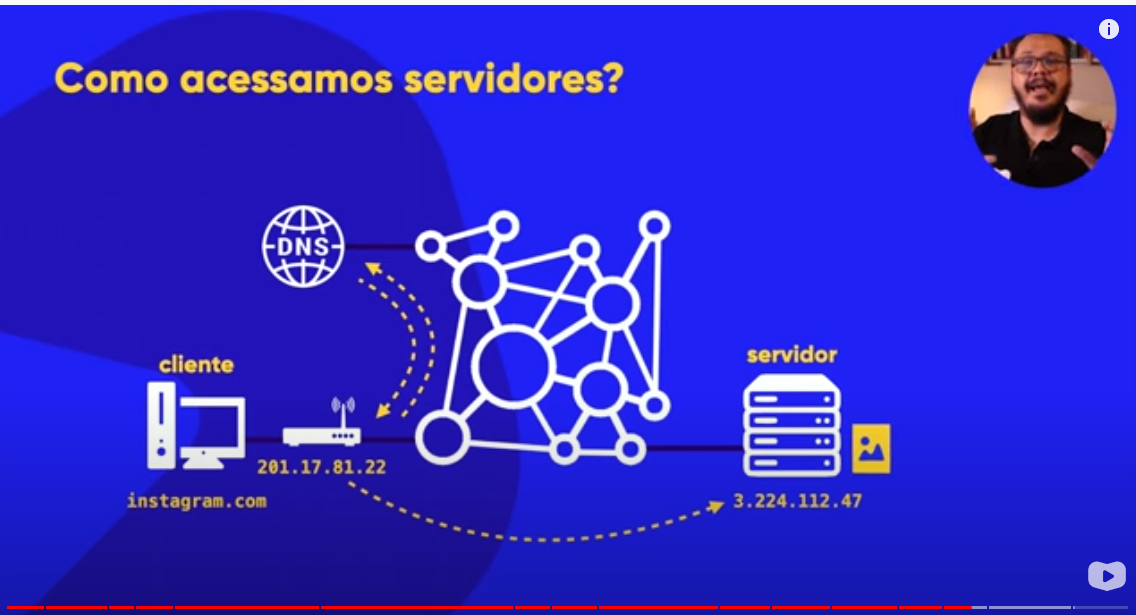 Como acessamos servidores?
DNS
cliente
servidor
201.17.81.22
instagram.com
3.224.112.47